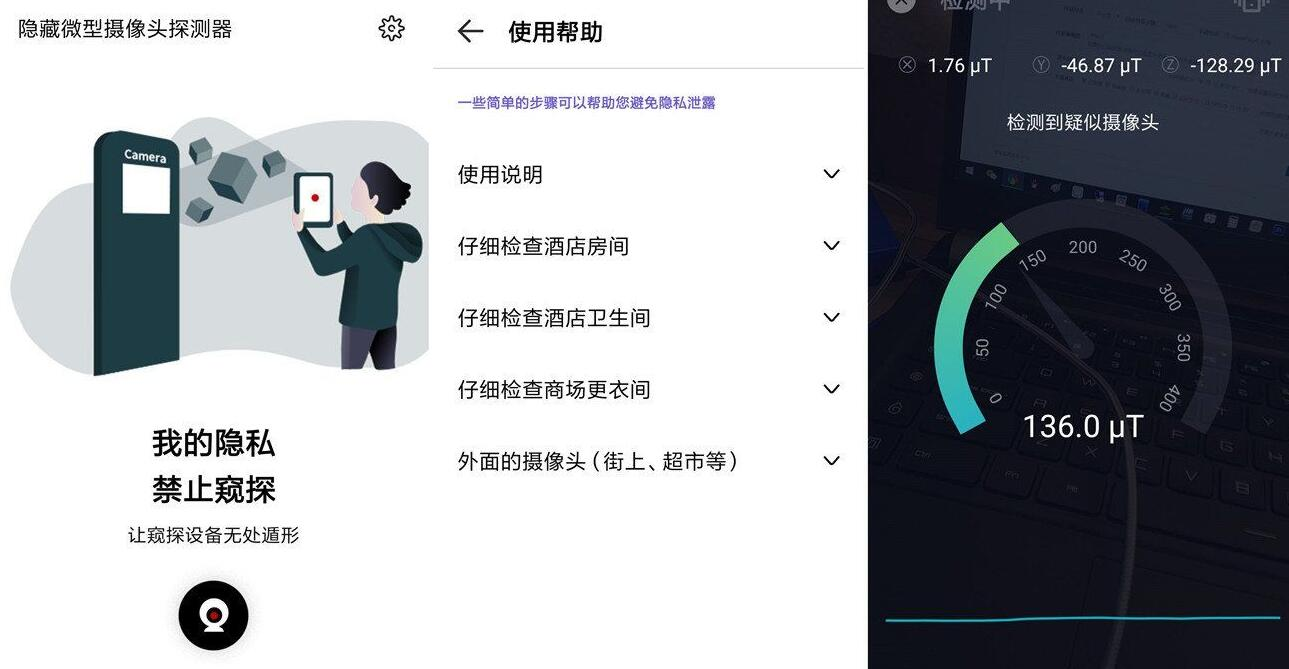 隐藏微型摄像头探测器
Camera
我的隐私
禁止窥探
让窥探设备无处遁形
使用帮助
一些简单的步骤可以帮助您避免隐私泄露
使用说明
仔细检查酒店房间
仔细检查酒店卫生间
仔细检查商场更衣间
外面的摄像头（街上、超市等）
检测中
X 1.76 μT Y -46.87 μT Z -128.29 μT
检测到疑似摄像头
0 50 100 150 200 250 300 350 400
136.0 μT